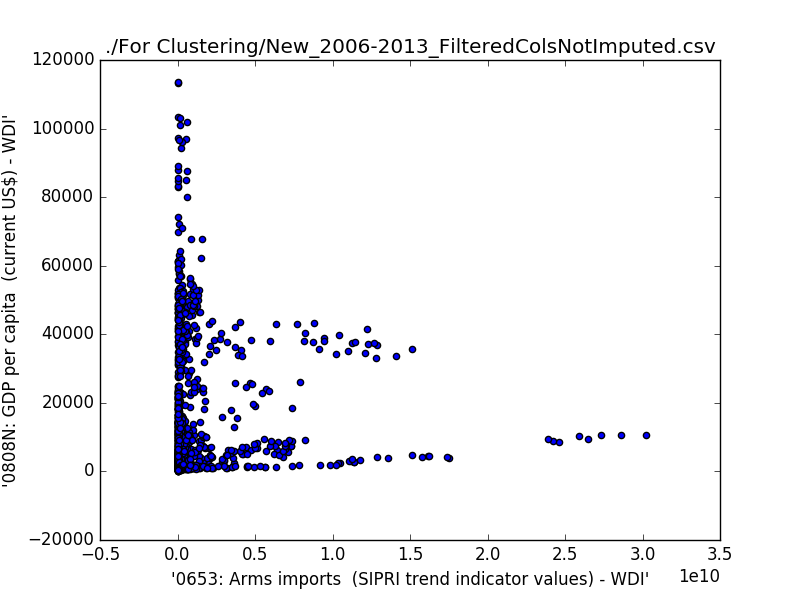 ./For Clustering/New_2006-2013_FilteredColsNotImputed.csv
120000
100000
80000
60000
40000
20000
0
−20000
'0808N: GDP per capita  (current US$) - WDI'
−0.5 0.0 0.5 1.0 1.5 2.0 2.5 3.0 3.5
1e10
'0653: Arms imports  (SIPRI trend indicator values) - WDI'